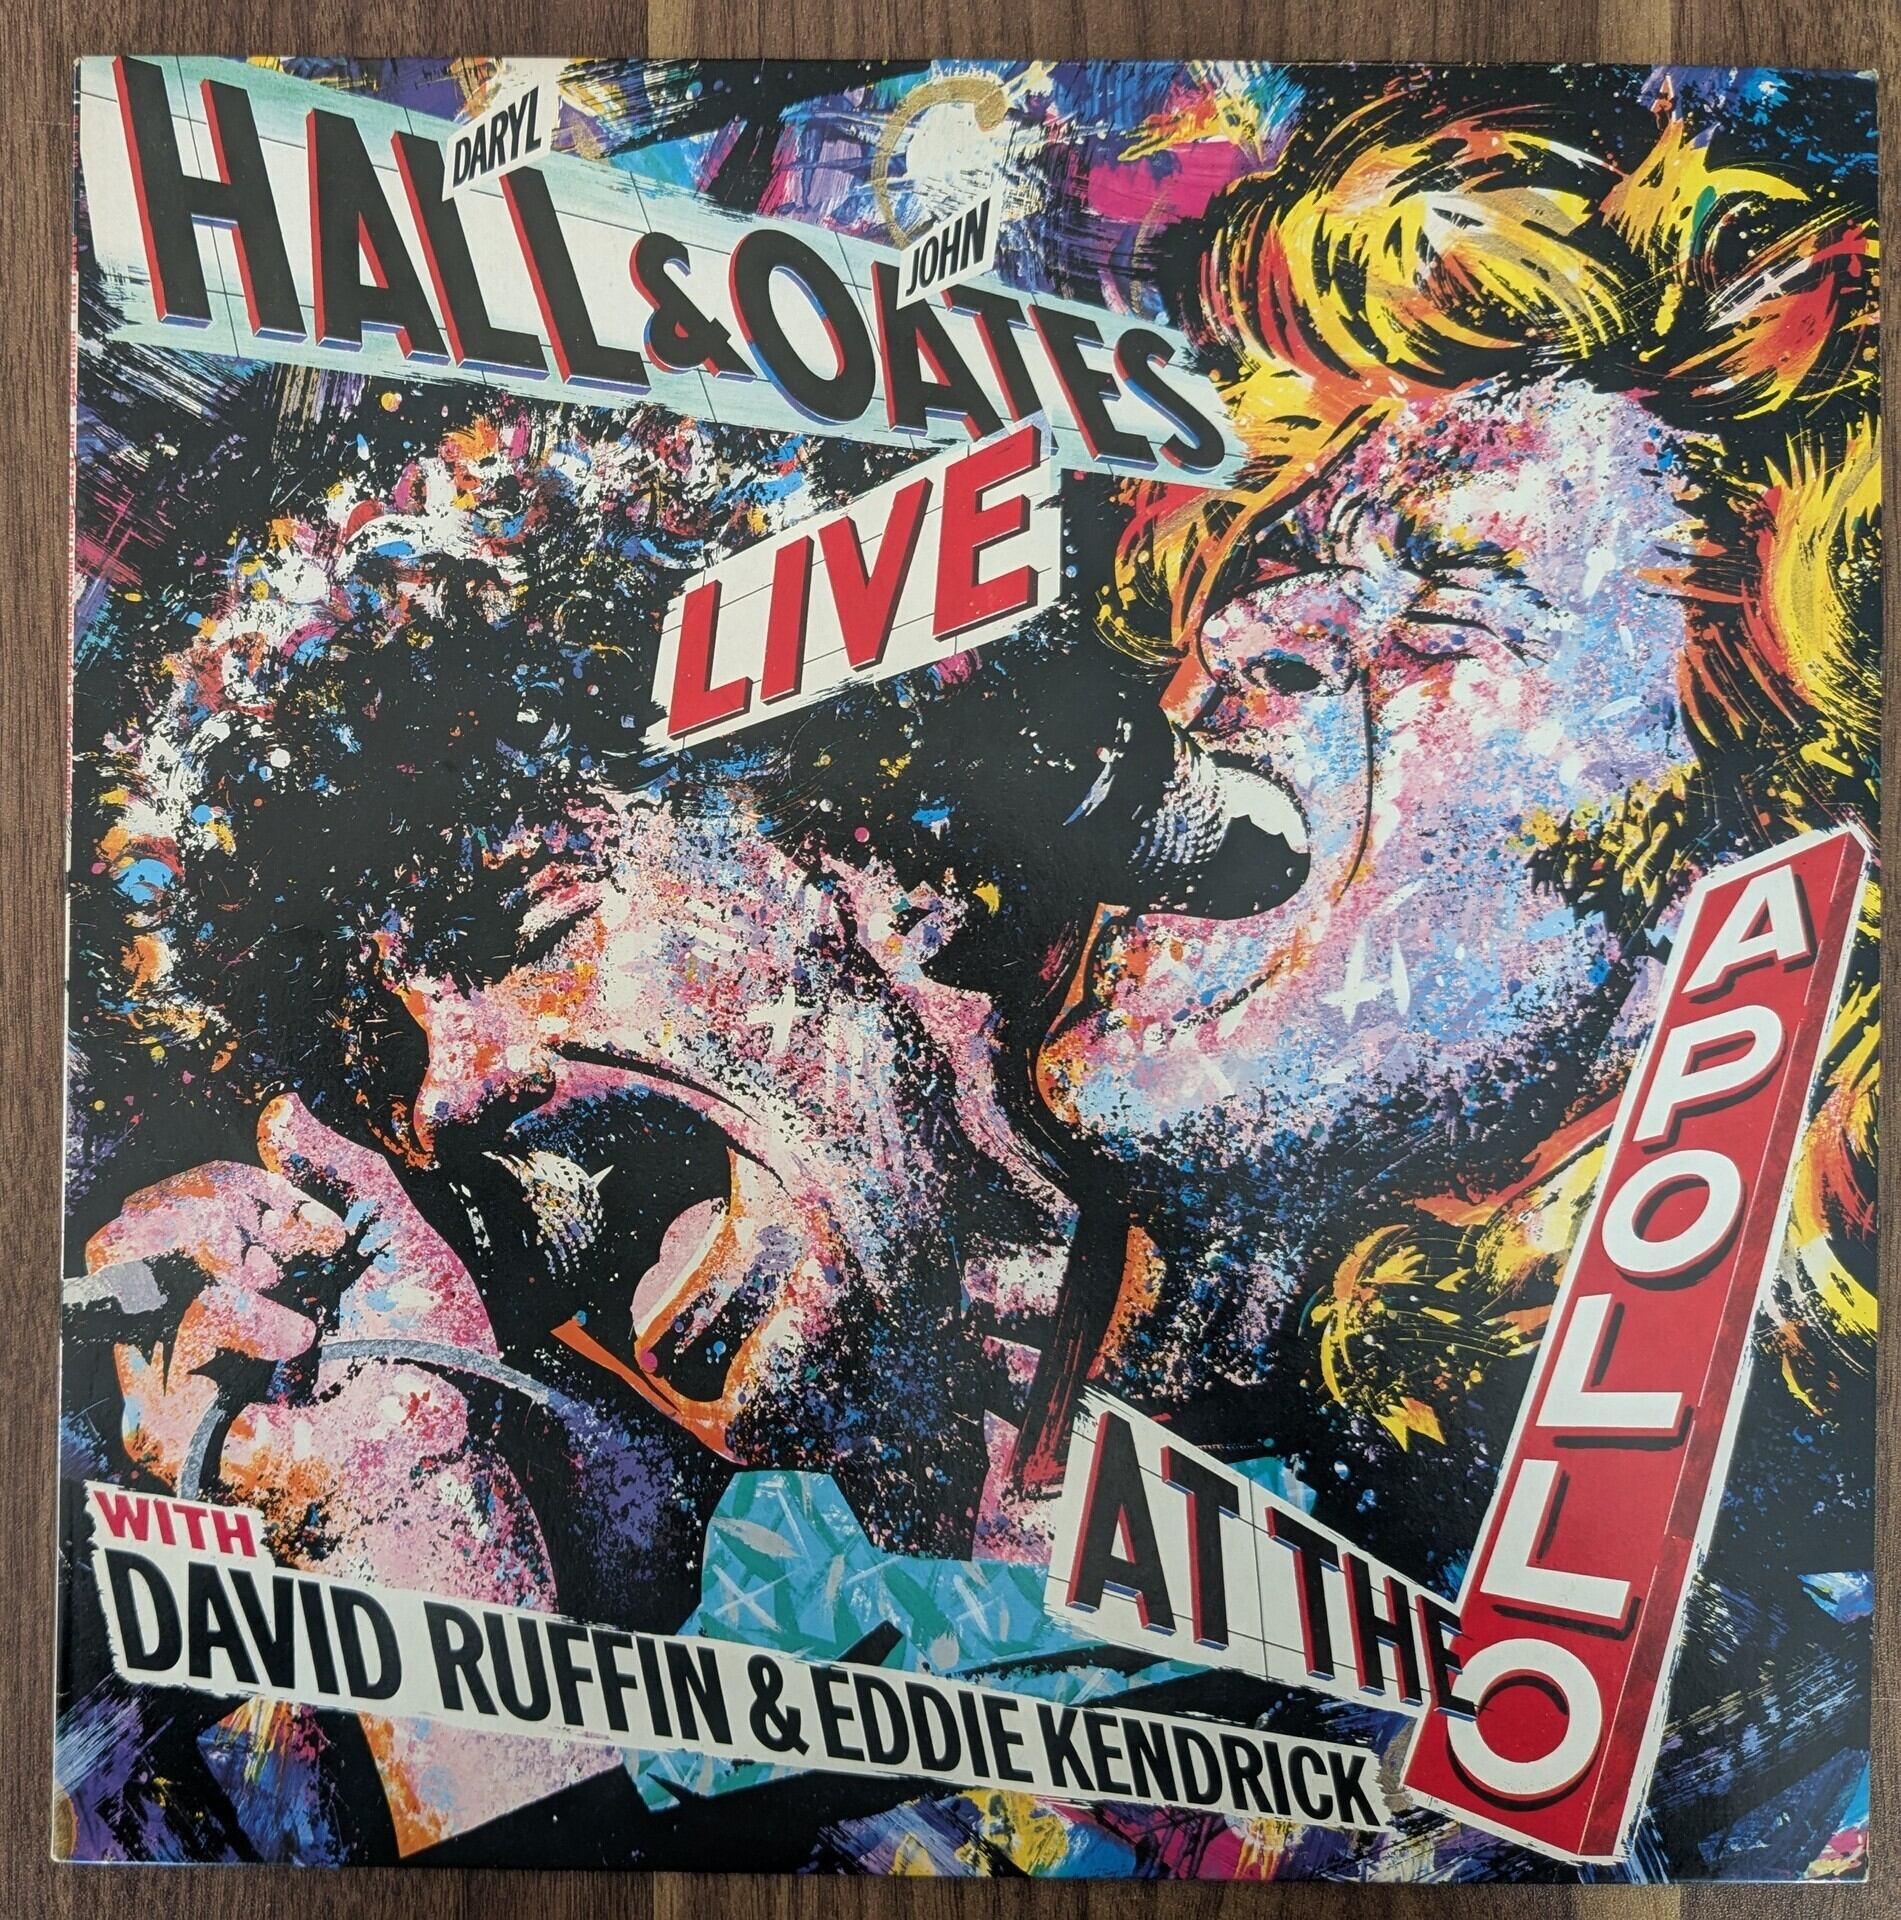 DARYL
HALL & OATES
JOHN
LIVE
AT THE
APOLLO
WITH
DAVID RUFFIN & EDDIE KENDRICK